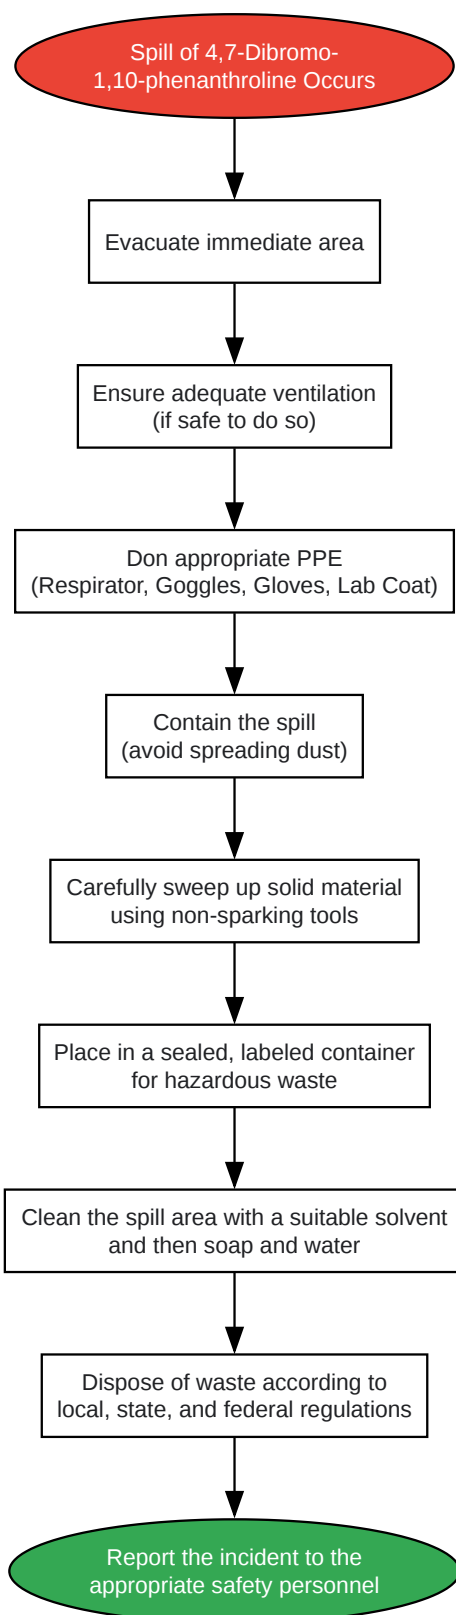 Spill of 4,7-Dibromo-
1,10-phenanthroline Occurs
Evacuate immediate area
Ensure adequate ventilation
(if safe to do so)
Don appropriate PPE
(Respirator, Goggles, Gloves, Lab Coat)
Contain the spill
(avoid spreading dust)
Carefully sweep up solid material
using non-sparking tools
Place in a sealed, labeled container
for hazardous waste
Clean the spill area with a suitable solvent
and then soap and water
Dispose of waste according to
local, state, and federal regulations
Report the incident to the
appropriate safety personnel